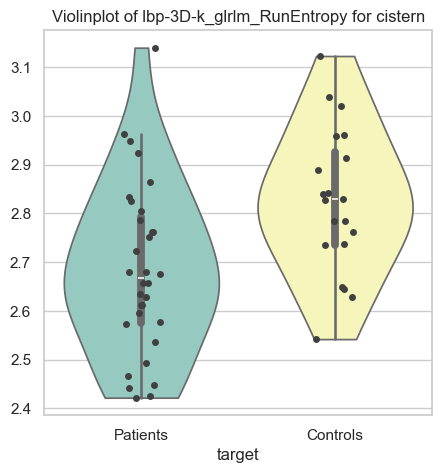 Violinplot of lbp-3D-k_glrlm_RunEntropy for cistern
3.1
3.0
2.9
2.8
2.7
2.6
2.5
2.4
Patients Controls
target